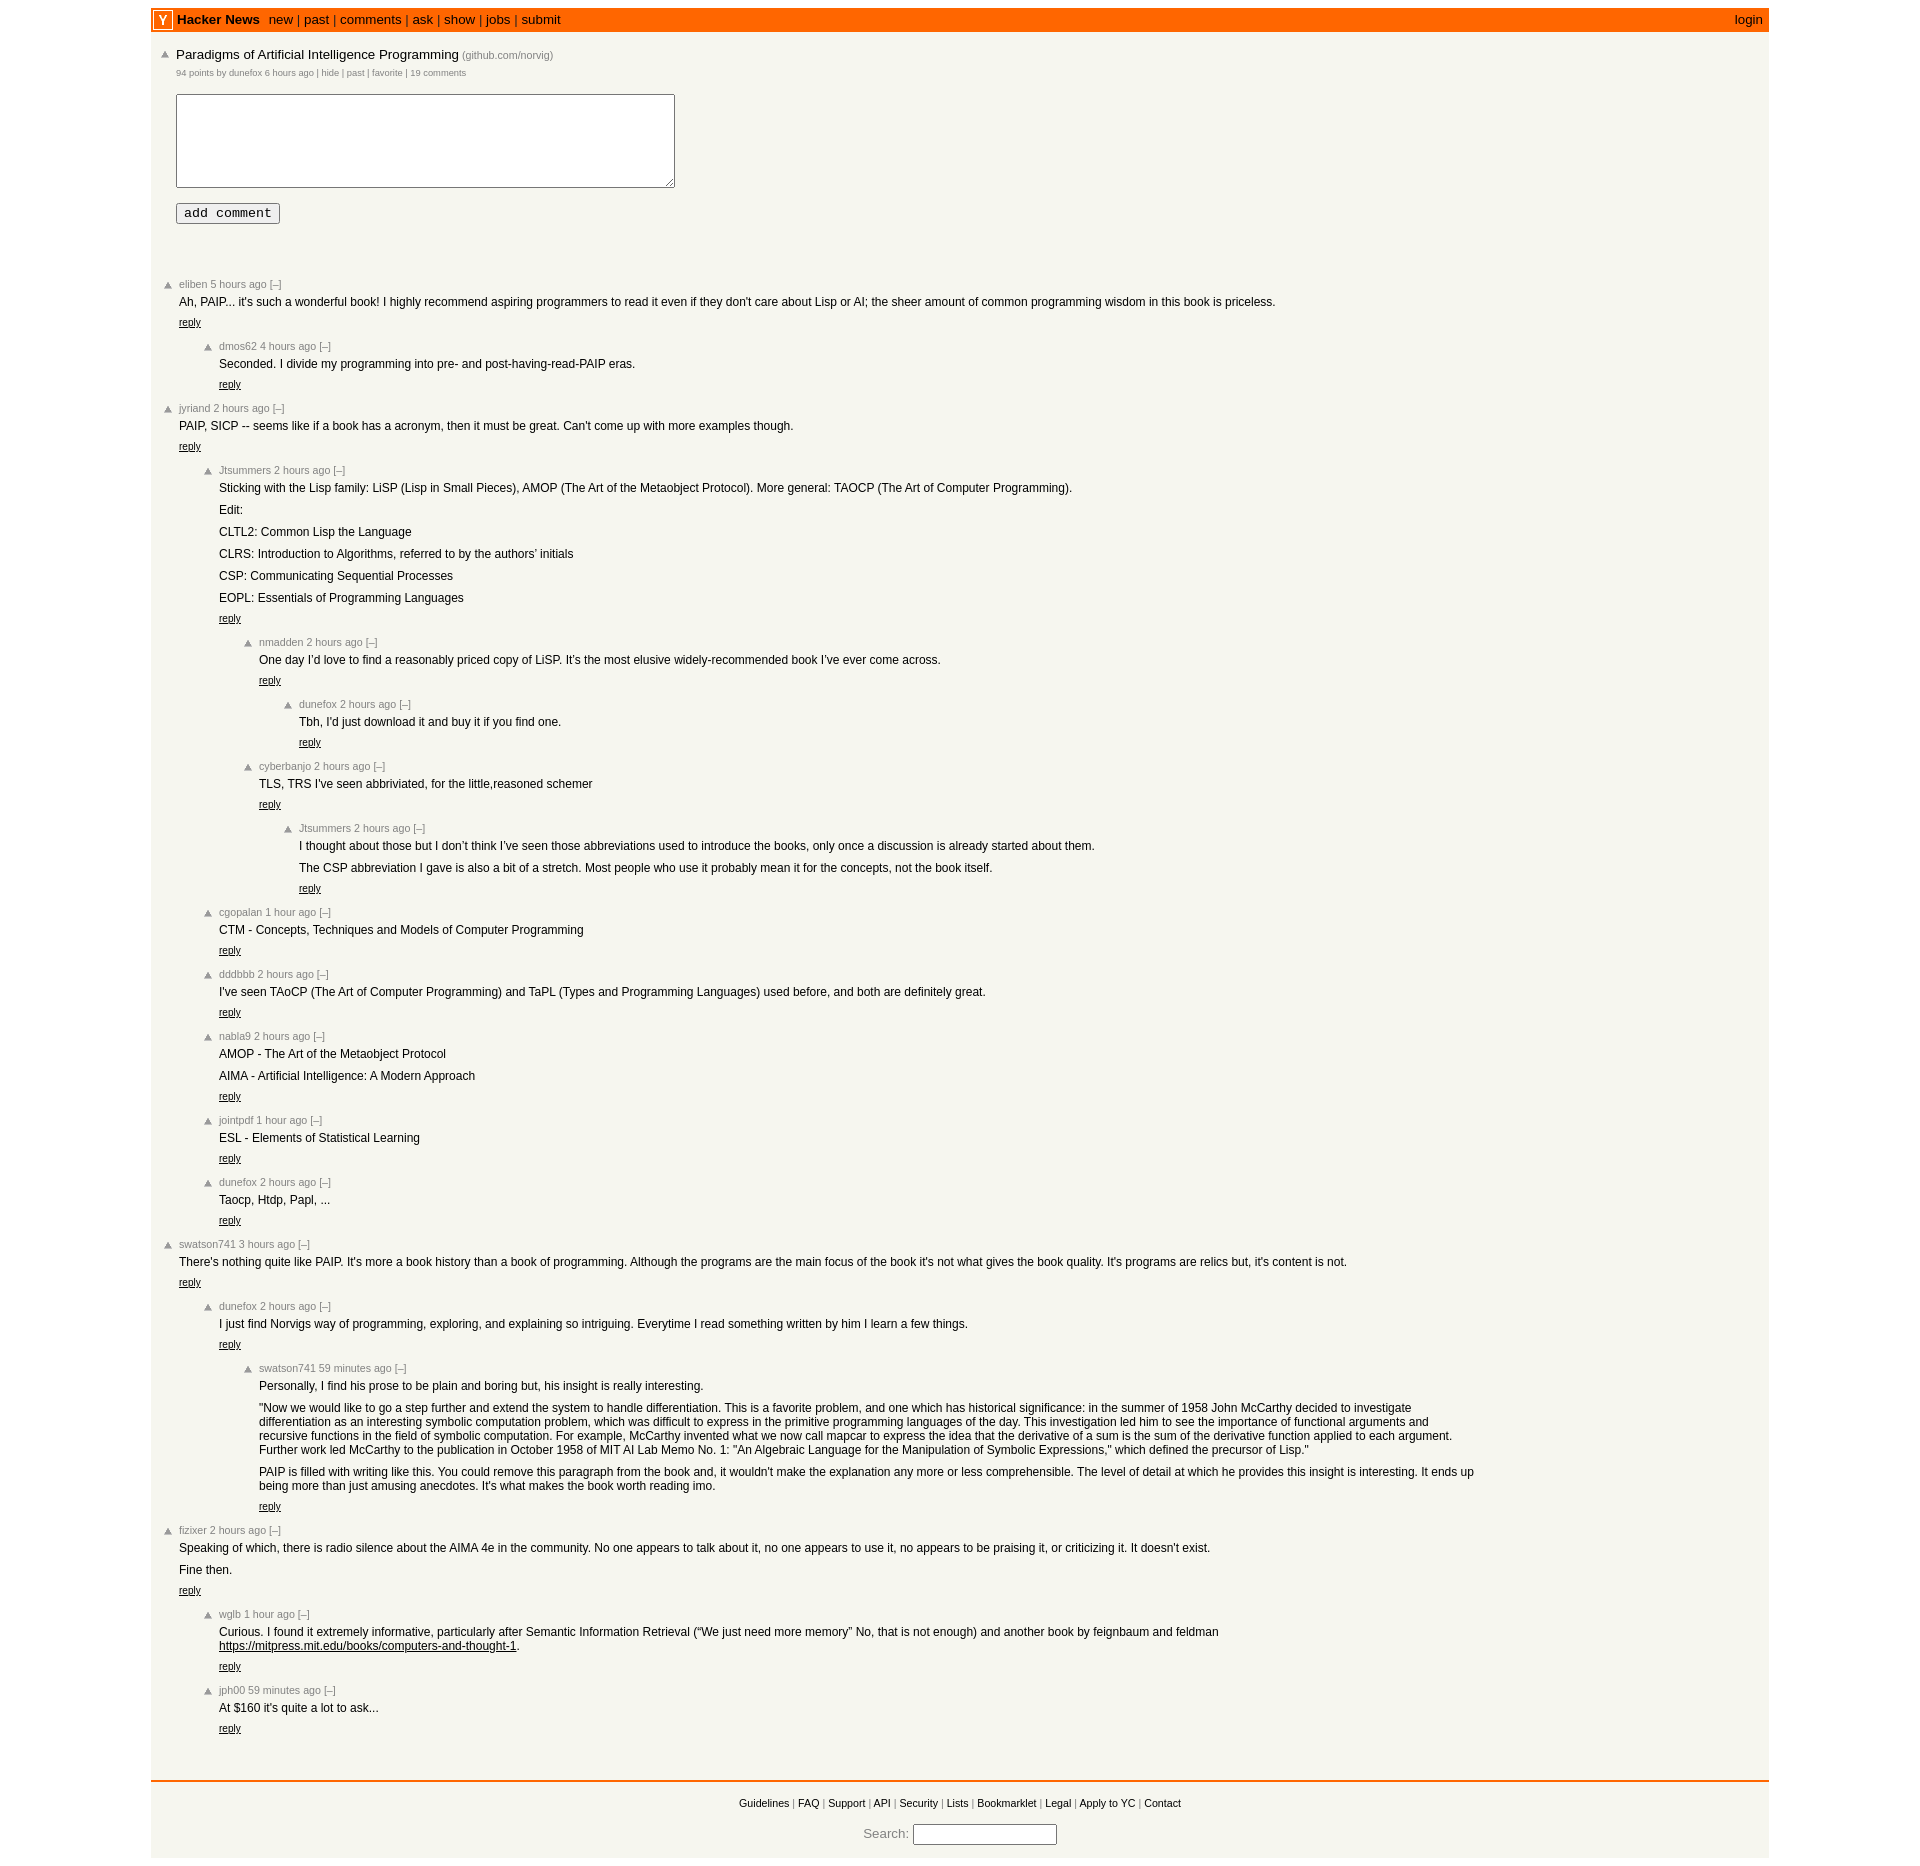 Y Hacker News new | past | comments | ask | show | jobs | submit login
Paradigms of Artificial Intelligence Programming (github.com/norvig)
94 points by dunefox 6 hours ago | hide | past | favorite | 19 comments
add comment
eliben 5 hours ago [–]
Ah, PAIP... it's such a wonderful book! I highly recommend aspiring programmers to read it even if they don't care about Lisp or AI; the sheer amount of common programming wisdom in this book is priceless.
reply
dmos62 4 hours ago [–]
Seconded. I divide my programming into pre- and post-having-read-PAIP eras.
reply
jyriand 2 hours ago [–]
PAIP, SICP -- seems like if a book has a acronym, then it must be great. Can't come up with more examples though.
reply
Jtsummers 2 hours ago [–]
Sticking with the Lisp family: LiSP (Lisp in Small Pieces), AMOP (The Art of the Metaobject Protocol). More general: TAOCP (The Art of Computer Programming).
Edit:
CLTL2: Common Lisp the Language
CLRS: Introduction to Algorithms, referred to by the authors’ initials
CSP: Communicating Sequential Processes
EOPL: Essentials of Programming Languages
reply
nmadden 2 hours ago [–]
One day I’d love to find a reasonably priced copy of LiSP. It’s the most elusive widely-recommended book I’ve ever come across.
reply
dunefox 2 hours ago [–]
Tbh, I'd just download it and buy it if you find one.
reply
cyberbanjo 2 hours ago [–]
TLS, TRS I've seen abbriviated, for the little,reasoned schemer
reply
Jtsummers 2 hours ago [–]
I thought about those but I don’t think I’ve seen those abbreviations used to introduce the books, only once a discussion is already started about them.
The CSP abbreviation I gave is also a bit of a stretch. Most people who use it probably mean it for the concepts, not the book itself.
reply
cgopalan 1 hour ago [–]
CTM - Concepts, Techniques and Models of Computer Programming
reply
dddbbb 2 hours ago [–]
I've seen TAoCP (The Art of Computer Programming) and TaPL (Types and Programming Languages) used before, and both are definitely great.
reply
nabla9 2 hours ago [–]
AMOP - The Art of the Metaobject Protocol
AIMA - Artificial Intelligence: A Modern Approach
reply
jointpdf 1 hour ago [–]
ESL - Elements of Statistical Learning
reply
dunefox 2 hours ago [–]
Taocp, Htdp, Papl, ...
reply
swatson741 3 hours ago [–]
There's nothing quite like PAIP. It's more a book history than a book of programming. Although the programs are the main focus of the book it's not what gives the book quality. It's programs are relics but, it's content is not.
reply
dunefox 2 hours ago [–]
I just find Norvigs way of programming, exploring, and explaining so intriguing. Everytime I read something written by him I learn a few things.
reply
swatson741 59 minutes ago [–]
Personally, I find his prose to be plain and boring but, his insight is really interesting.
"Now we would like to go a step further and extend the system to handle differentiation. This is a favorite problem, and one which has historical significance: in the summer of 1958 John McCarthy decided to investigate
differentiation as an interesting symbolic computation problem, which was difficult to express in the primitive programming languages of the day. This investigation led him to see the importance of functional arguments and
recursive functions in the field of symbolic computation. For example, McCarthy invented what we now call mapcar to express the idea that the derivative of a sum is the sum of the derivative function applied to each argument.
Further work led McCarthy to the publication in October 1958 of MIT AI Lab Memo No. 1: "An Algebraic Language for the Manipulation of Symbolic Expressions," which defined the precursor of Lisp."
PAIP is filled with writing like this. You could remove this paragraph from the book and, it wouldn't make the explanation any more or less comprehensible. The level of detail at which he provides this insight is interesting. It ends up
being more than just amusing anecdotes. It's what makes the book worth reading imo.
reply
fizixer 2 hours ago [–]
Speaking of which, there is radio silence about the AIMA 4e in the community. No one appears to talk about it, no one appears to use it, no appears to be praising it, or criticizing it. It doesn't exist.
Fine then.
reply
wglb 1 hour ago [–]
Curious. I found it extremely informative, particularly after Semantic Information Retrieval (“We just need more memory” No, that is not enough) and another book by feignbaum and feldman
https://mitpress.mit.edu/books/computers-and-thought-1.
reply
jph00 59 minutes ago [–]
At $160 it's quite a lot to ask...
reply
Guidelines | FAQ | Support | API | Security | Lists | Bookmarklet | Legal | Apply to YC | Contact
Search: